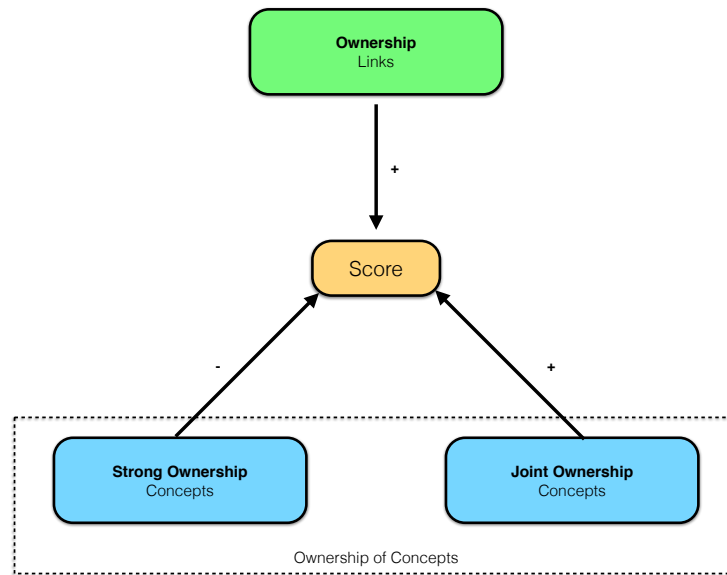 Ownership
Links
+
Score
-
+
Strong Ownership
Concepts
Joint Ownership
Concepts
Ownership of Concepts